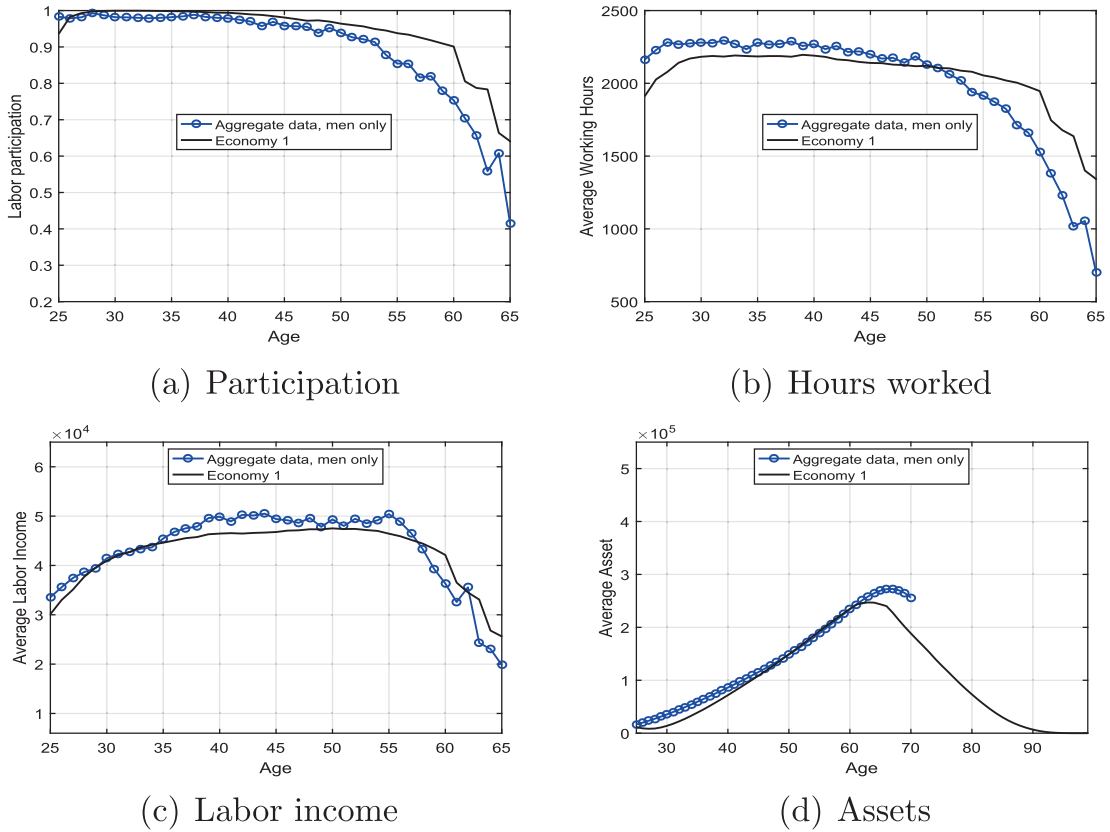 1
0.9
0.8
0.7
0.6
0.5
0.4
0.3
0.2
Labor participation
Aggregate data, men only
Economy 1
25 30 35 40 45 50 55 60 65
Age
(a) Participation
2500
2000
1500
1000
500
Average Working Hours
Aggregate data, men only
Economy 1
25 30 35 40 45 50 55 60 65
Age
(b) Hours worked
×10⁴
6
5
4
3
2
1
Average Labor Income
Aggregate data, men only
Economy 1
25 30 35 40 45 50 55 60 65
Age
(c) Labor income
×10⁵
5
4
3
2
1
0
Average Asset
Aggregate data, men only
Economy 1
30 40 50 60 70 80 90
Age
(d) Assets